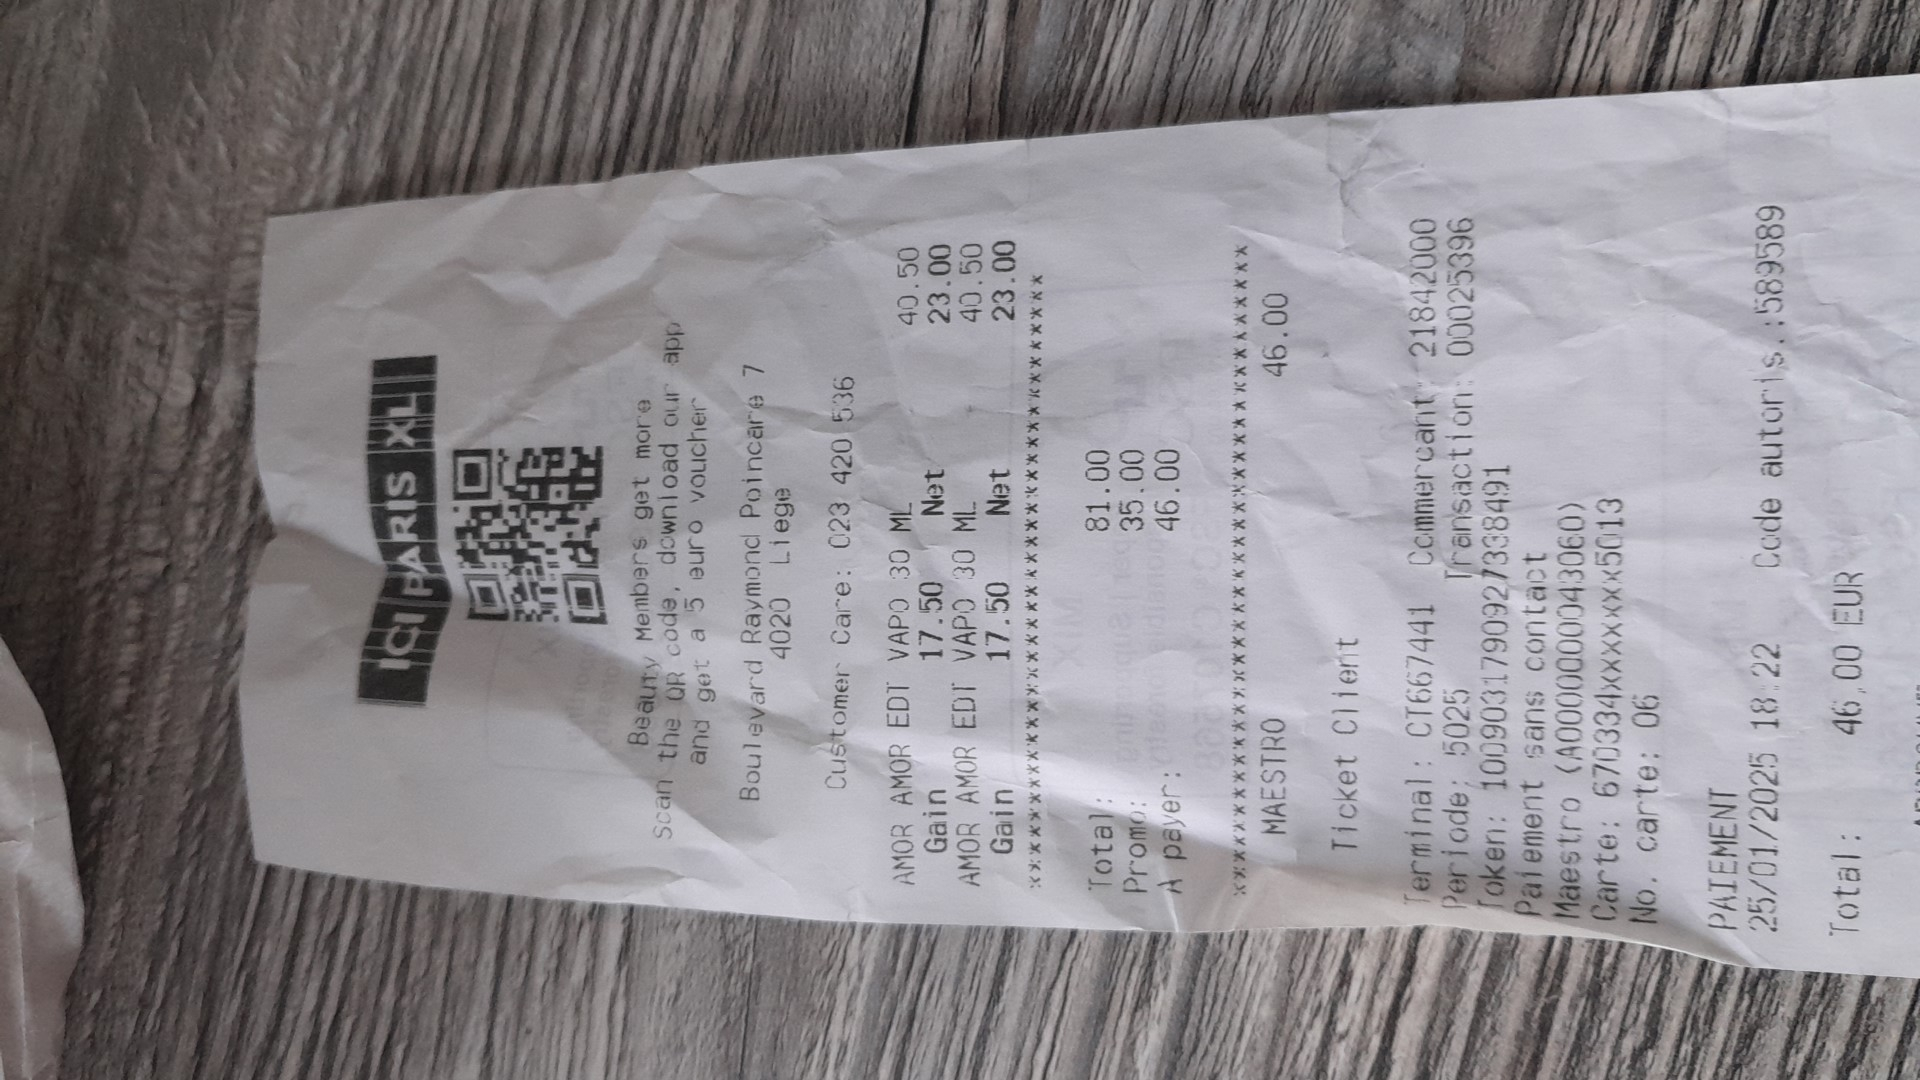 ICI PARIS XL
Beauty Members get more
Scan the QR code, download our app
and get a 5 euro voucher
Boulevard Raymond Poincare 7
4020 Liege
Customer Care: 023 420 536
AMOR AMOR EDT VAPO 30 ML 40.50
Gain 17.50 Net 23.00
AMOR AMOR EDT VAPO 30 ML 40.50
Gain 17.50 Net 23.00
Total: 81.00
Promo: 35.00
A payer: 46.00
MAESTRO 46.00
Ticket Client
Terminal: CT667441 Commercant: 21842000
Periode: 5025 Transaction: 00025396
Token: 1009031790927338491
Paiement sans contact
Maestro (A0000000043060)
Carte: 670334xxxxxxx5013
No. carte: 06
PAIEMENT
25/01/2025 18:22 Code autoris.:589589
Total: 46,00 EUR